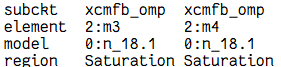 subckt xcmfb_omp xcmfb_omp
element 2:m3 2:m4
model 0:n_18.1 0:n_18.1
region Saturation Saturation